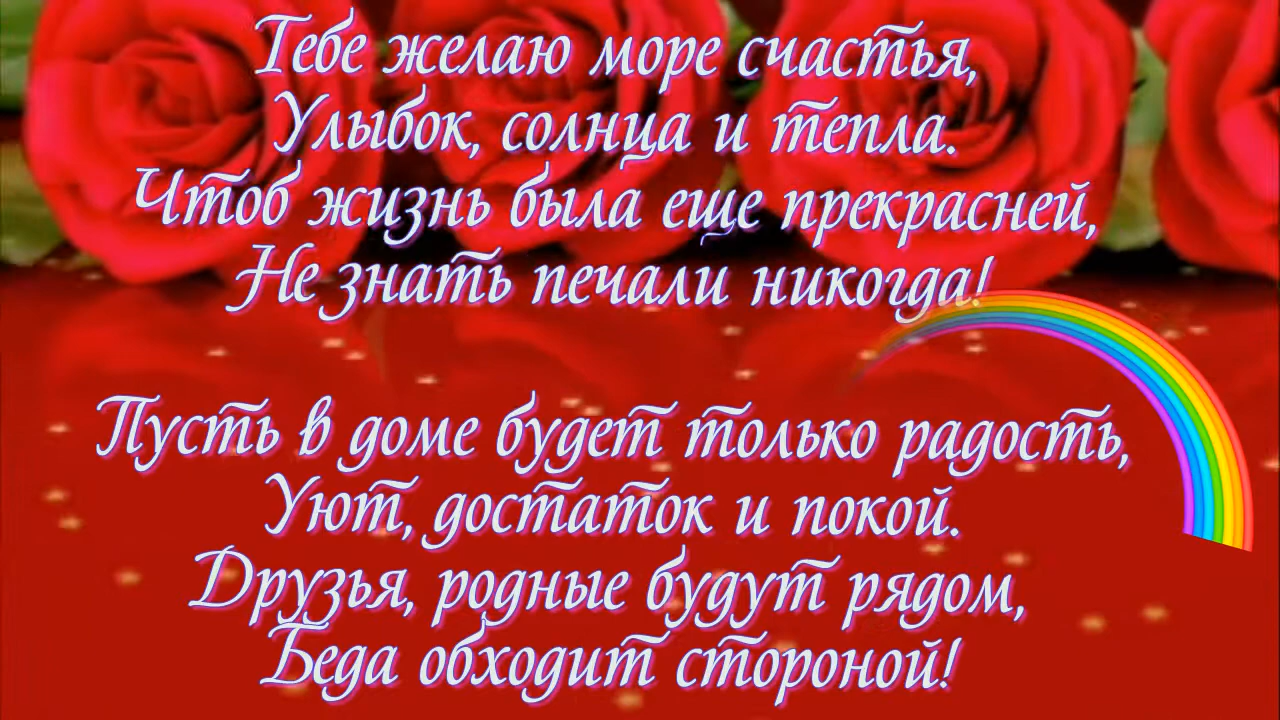 Тебе желаю море счастья,
Улыбок, солнца и тепла.
Чтоб жизнь была еще прекрасней,
Не знать печали никогда!
Пусть в доме будет только радость,
Уют, достаток и покой.
Друзья, родные будут рядом,
Беда обходит стороной!